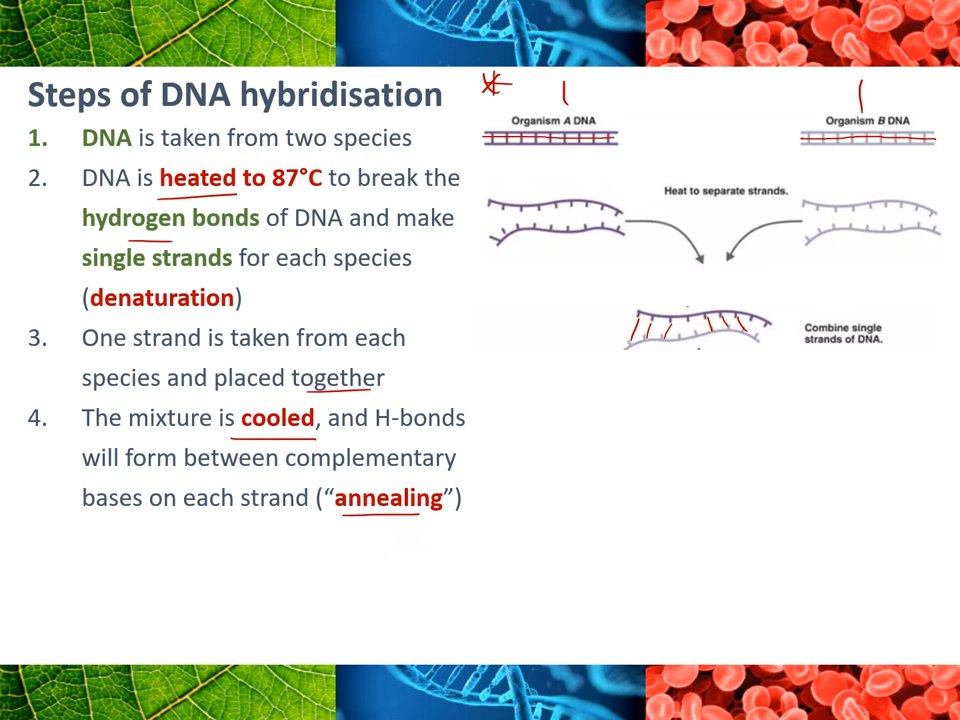 Steps of DNA hybridisation
1. DNA is taken from two species
2. DNA is heated to 87°C to break the
hydrogen bonds of DNA and make
single strands for each species
(denaturation)
3. One strand is taken from each
species and placed together
4. The mixture is cooled, and H-bonds
will form between complementary
bases on each strand (“annealing”)
Organism A DNA
Organism B DNA
Heat to separate strands.
Combine single
strands of DNA.